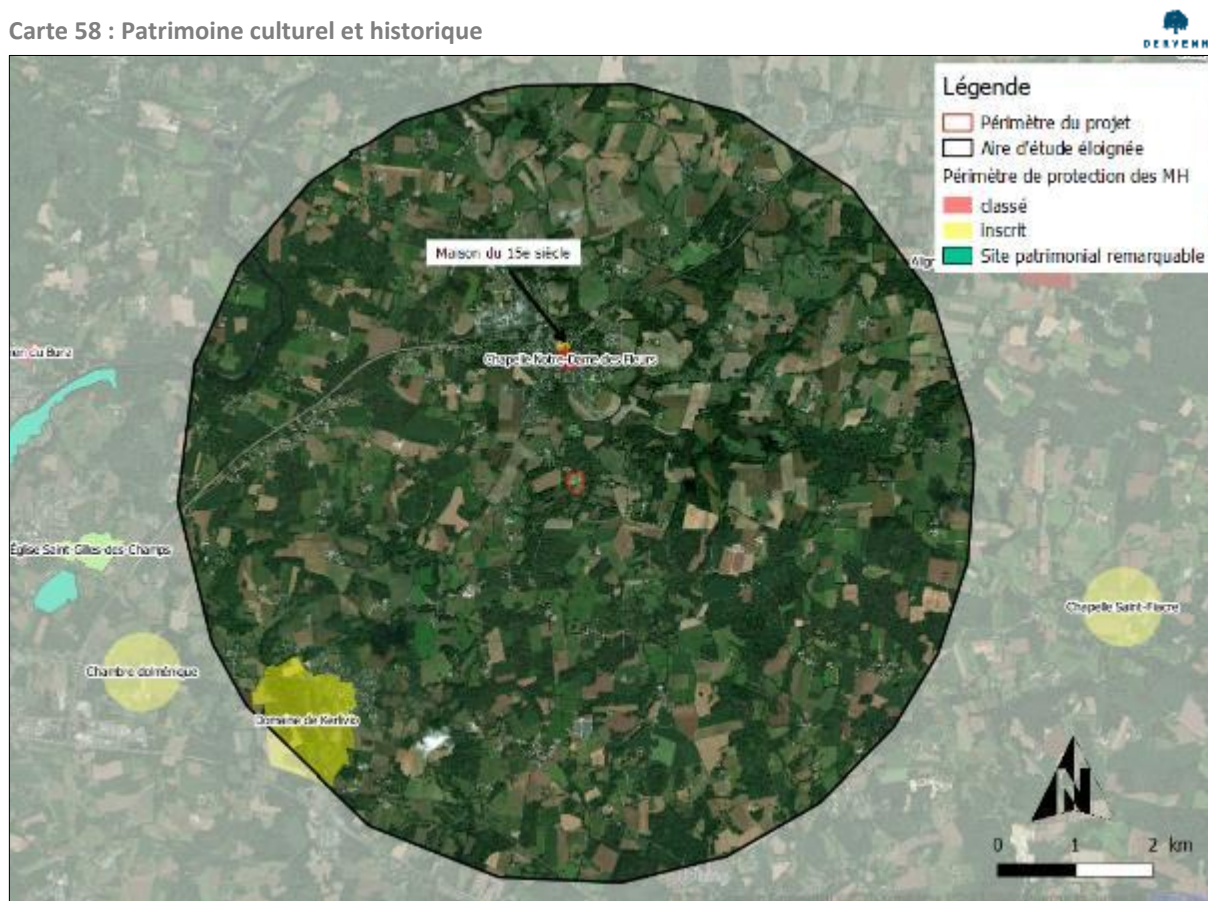 Carte 58 : Patrimoine culturel et historique
DERVENN
Légende
Périmètre du projet
Aire d'étude éloignée
Périmètre de protection des MH
classé
inscrit
Site patrimonial remarquable
Maison du 15e siècle
Chapelle Notre-Dame des Fleurs
Église Saint-Gilles-des-Champs
Chapelle Saint-Fiacre
Chambre dolménique
Domaine de Kerlivio
N
0 1 2 km